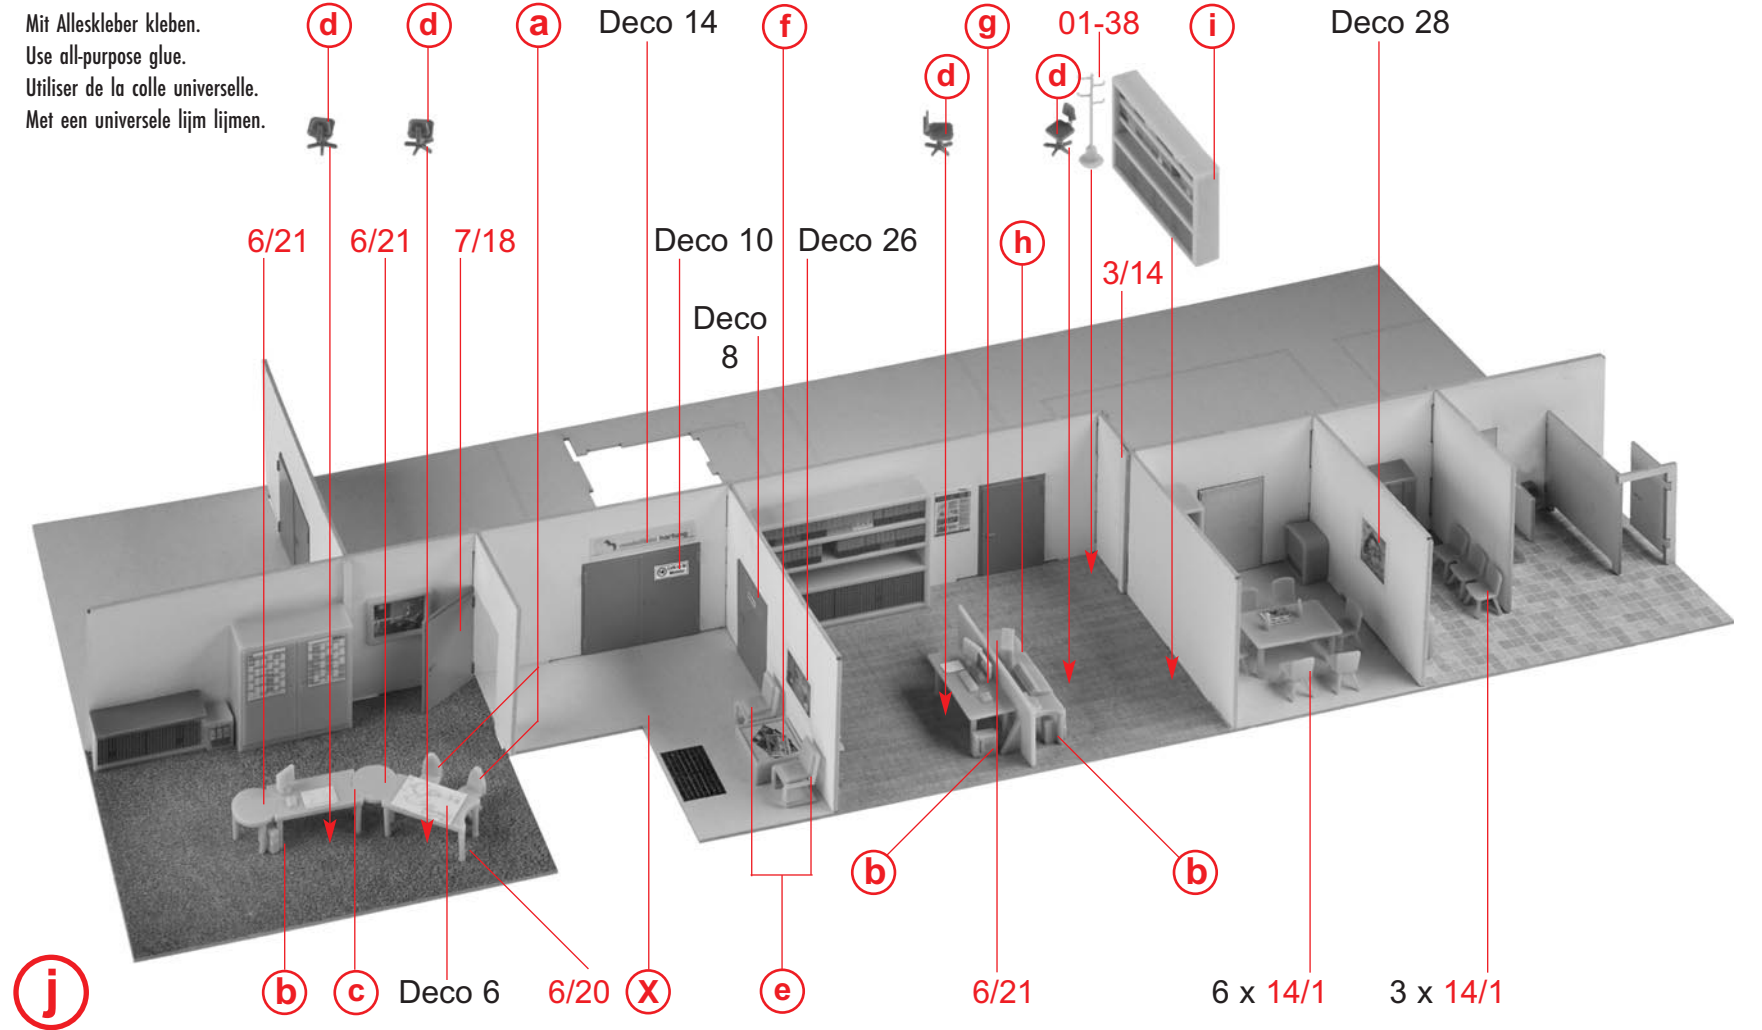 Mit Alleskleber kleben.
Use all-purpose glue.
Utiliser de la colle universelle.
Met een universele lijm lijmen.
d
d
a
Deco 14
f
g
01-38
i
Deco 28
d
d
6/21
6/21
7/18
Deco 10
Deco 26
h
3/14
Deco
8
hartung
b
b
j
b
c
Deco 6
6/20
X
e
6/21
6 x 14/1
3 x 14/1